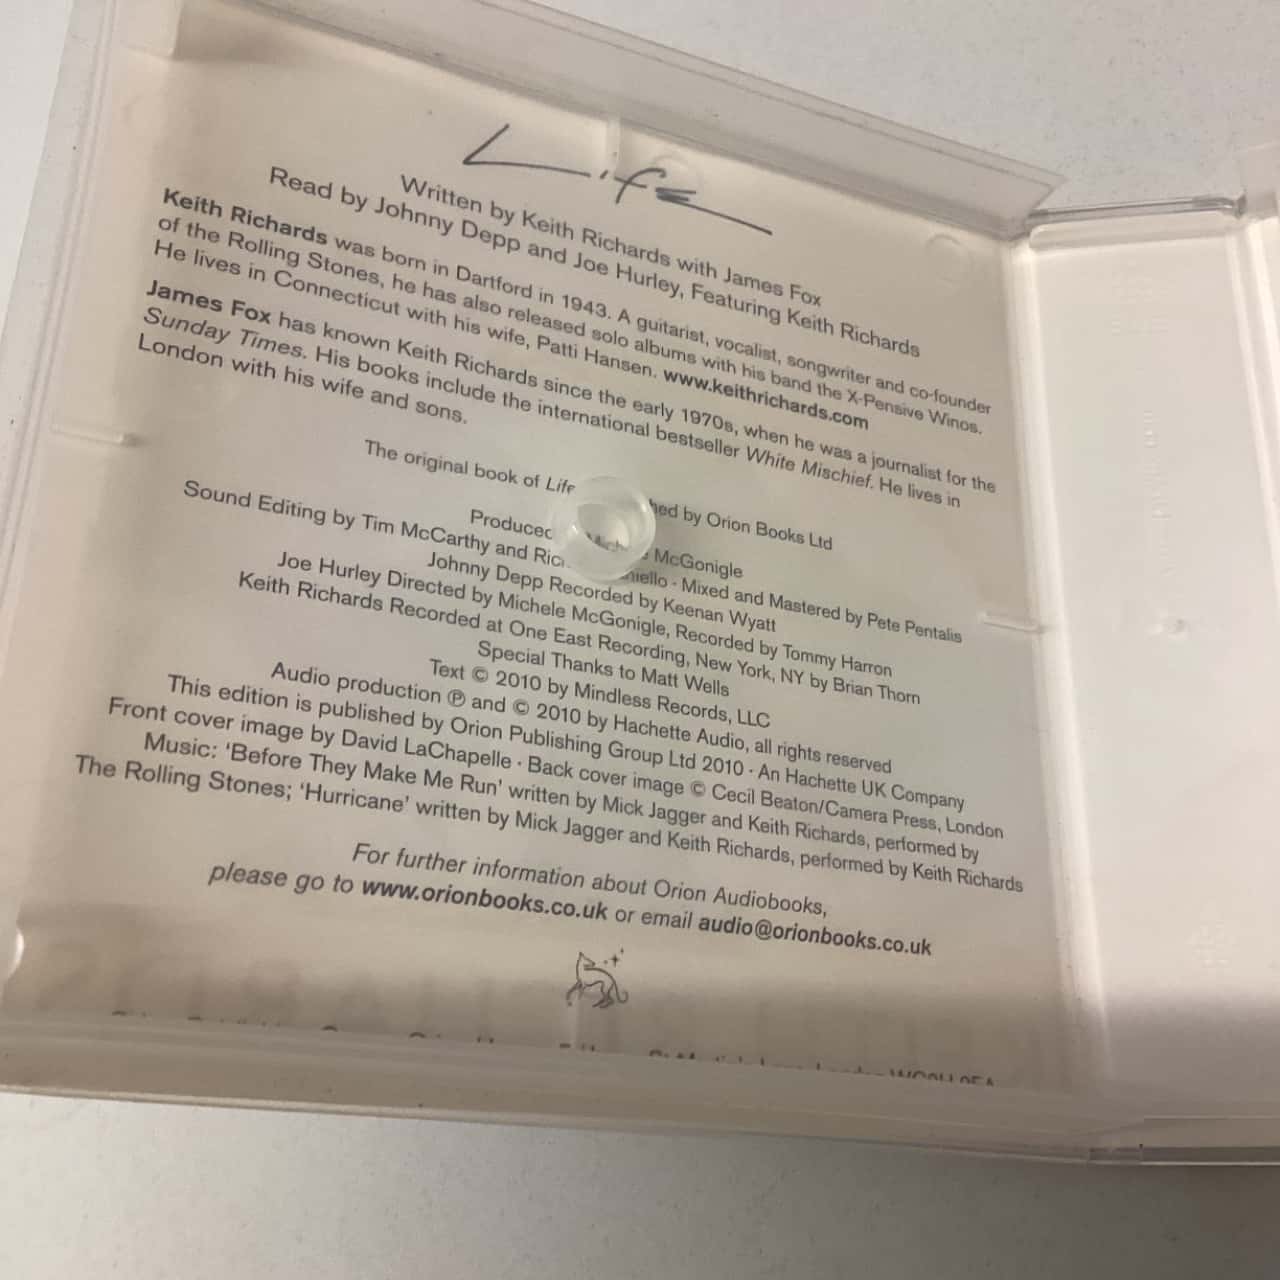 Life
Written by Keith Richards with James Fox
Read by Johnny Depp and Joe Hurley, Featuring Keith Richards
Keith Richards was born in Dartford in 1943. A guitarist, vocalist, songwriter and co-founder
of the Rolling Stones, he has also released solo albums with his band the X-Pensive Winos.
He lives in Connecticut with his wife, Patti Hansen. www.keithrichards.com
James Fox has known Keith Richards since the early 1970s, when he was a journalist for the
Sunday Times. His books include the international bestseller White Mischief. He lives in
London with his wife and sons.
The original book of Life hed by Orion Books Ltd
Produced McGonigle
Sound Editing by Tim McCarthy and Ric niello · Mixed and Mastered by Pete Pentalis
Johnny Depp Recorded by Keenan Wyatt
Joe Hurley Directed by Michele McGonigle, Recorded by Tommy Harron
Keith Richards Recorded at One East Recording, New York, NY by Brian Thorn
Special Thanks to Matt Wells
Text © 2010 by Mindless Records, LLC
Audio production ℗ and © 2010 by Hachette Audio, all rights reserved
This edition is published by Orion Publishing Group Ltd 2010 · An Hachette UK Company
Front cover image by David LaChapelle · Back cover image © Cecil Beaton/Camera Press, London
Music: ‘Before They Make Me Run’ written by Mick Jagger and Keith Richards, performed by
The Rolling Stones; ‘Hurricane’ written by Mick Jagger and Keith Richards, performed by Keith Richards
For further information about Orion Audiobooks,
please go to www.orionbooks.co.uk or email audio@orionbooks.co.uk